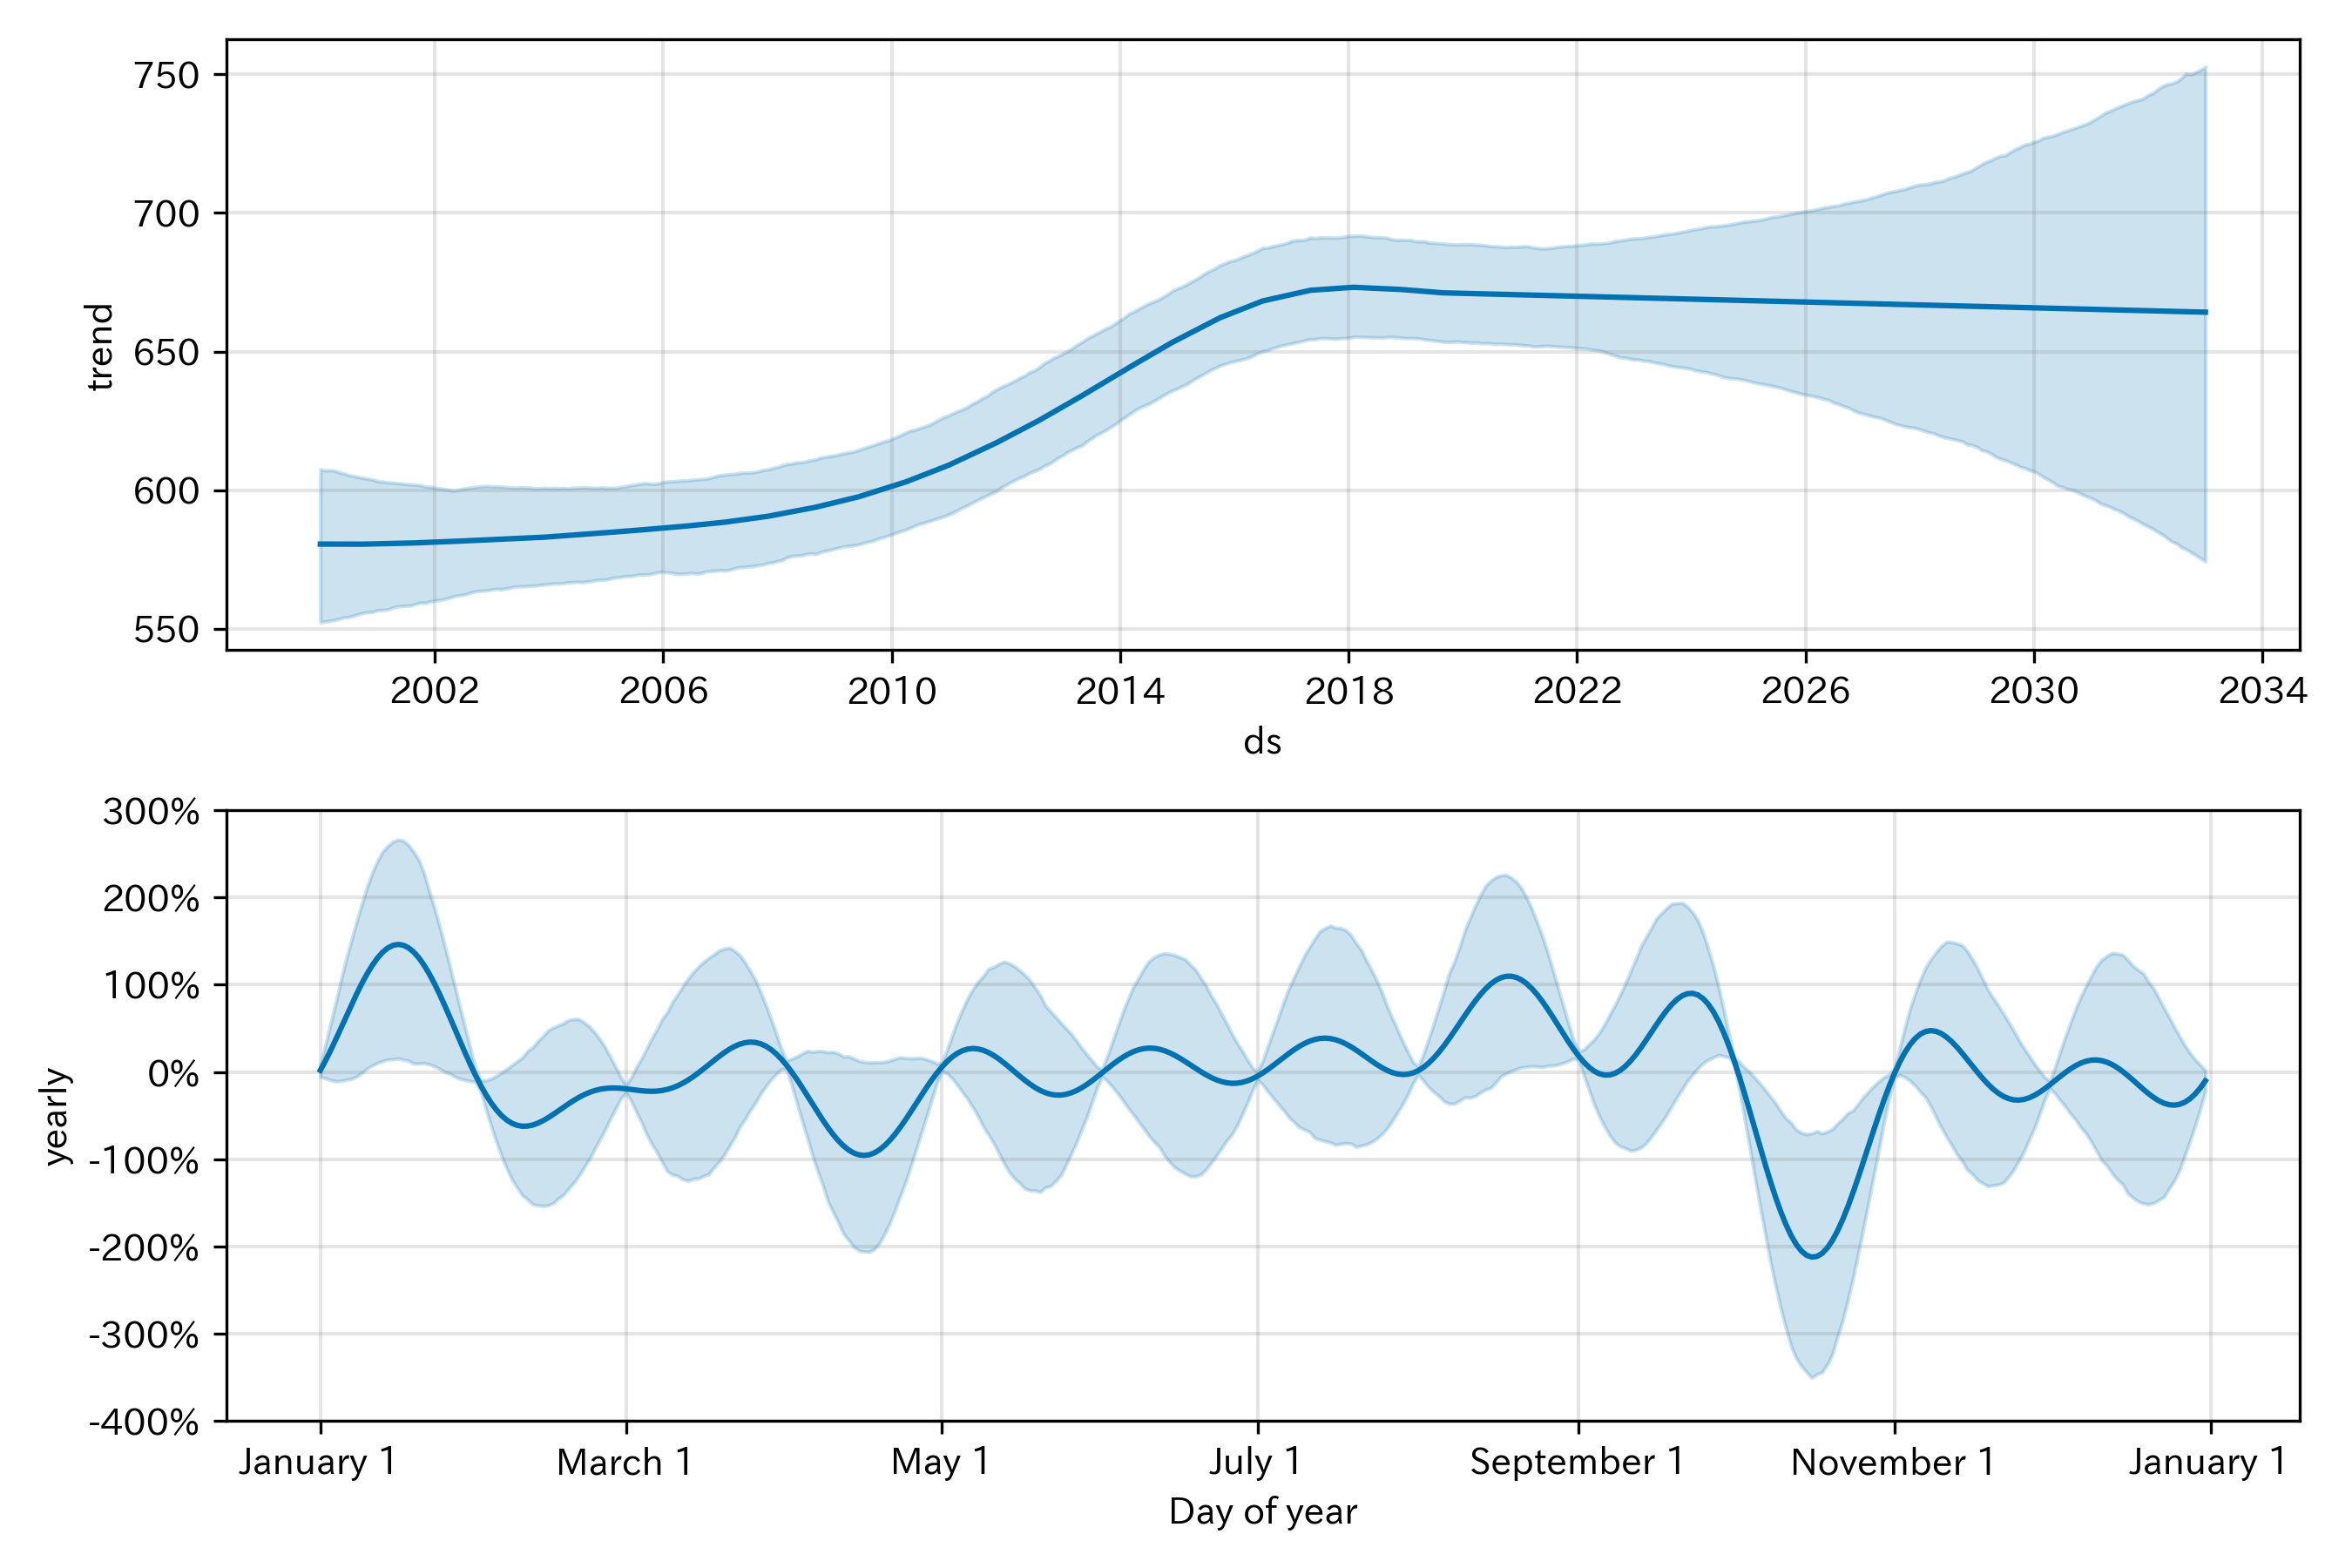 750
700
650
600
550
trend
2002 2006 2010 2014 2018 2022 2026 2030 2034
ds
300%
200%
100%
0%
-100%
-200%
-300%
-400%
yearly
January 1 March 1 May 1 July 1 September 1 November 1 January 1
Day of year